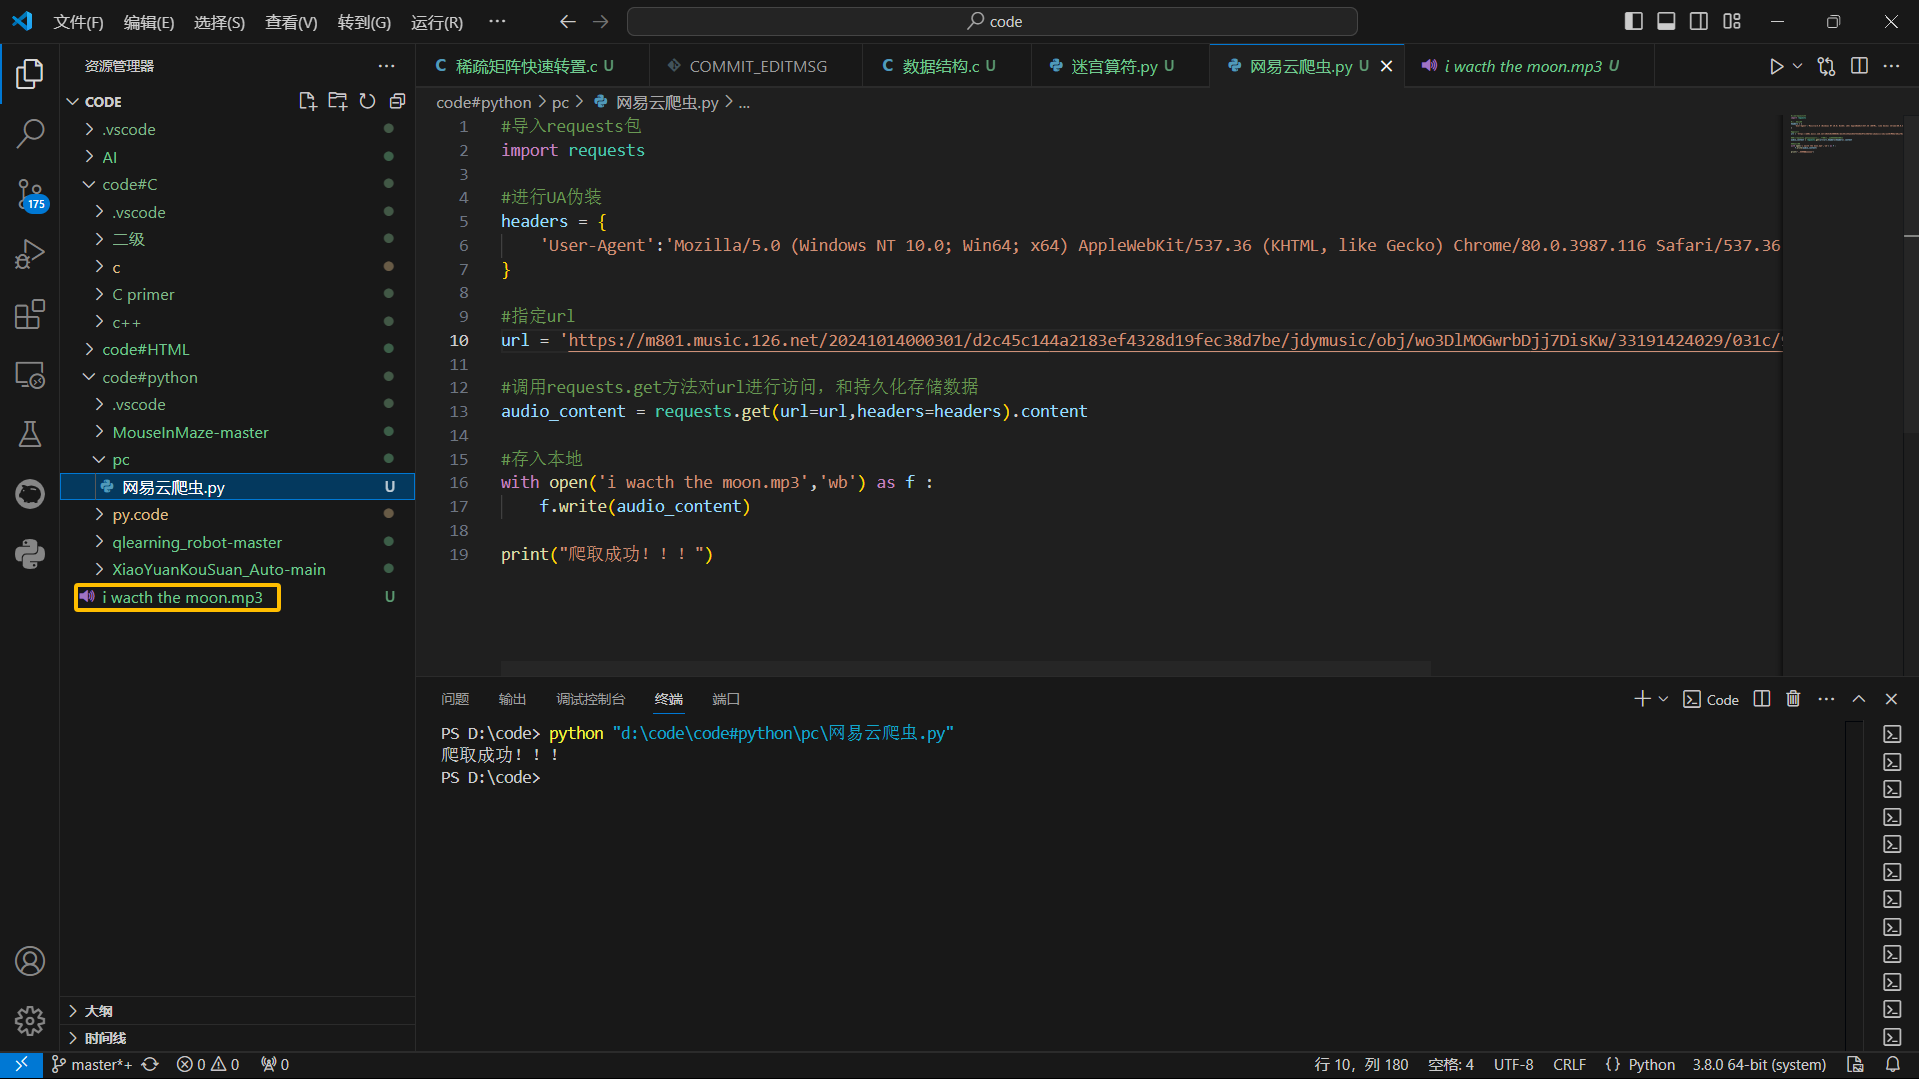 文件(F) 编辑(E) 选择(S) 查看(V) 转到(G) 运行(R) ··· code
资源管理器 ···
稀疏矩阵快速转置.c U COMMIT_EDITMSG C 数据结构.c U 迷宫算符.py U 网易云爬虫.py U i wacth the moon.mp3 U
CODE
code#python > pc > 网易云爬虫.py > ...
.vscode
AI
code#C
.vscode
二级
c
C primer
c++
code#HTML
code#python
.vscode
MouseInMaze-master
pc
网易云爬虫.py U
py.code
qlearning_robot-master
XiaoYuanKouSuan_Auto-main
i wacth the moon.mp3 U
175
大纲
时间线
1 #导入requests包
2 import requests
3
4 #进行UA伪装
5 headers = {
6 'User-Agent':'Mozilla/5.0 (Windows NT 10.0; Win64; x64) AppleWebKit/537.36 (KHTML, like Gecko) Chrome/80.0.3987.116 Safari/537.36
7 }
8
9 #指定url
10 url = 'https://m801.music.126.net/20241014000301/d2c45c144a2183ef4328d19fec38d7be/jdymusic/obj/wo3DlMOGwrbDjj7DisKw/33191424029/031c/
11
12 #调用requests.get方法对url进行访问，和持久化存储数据
13 audio_content = requests.get(url=url,headers=headers).content
14
15 #存入本地
16 with open('i wacth the moon.mp3','wb') as f :
17 f.write(audio_content)
18
19 print("爬取成功！！！")
问题 输出 调试控制台 终端 端口 Code
PS D:\code> python "d:\code\code#python\pc\网易云爬虫.py"
爬取成功！！！
PS D:\code>
master*+ 0 0 0 行 10，列 180 空格: 4 UTF-8 CRLF {} Python 3.8.0 64-bit (system)